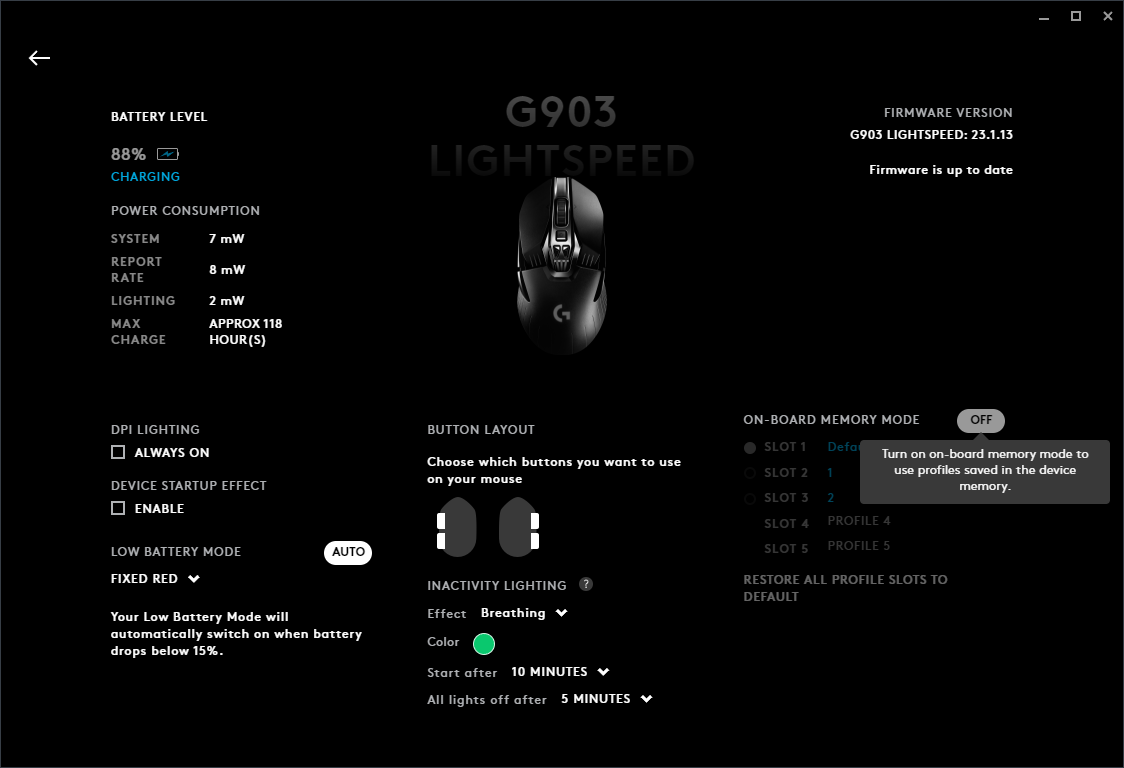 G903
LIGHTSPEED
BATTERY LEVEL
88%
CHARGING
POWER CONSUMPTION
SYSTEM 7 mW
REPORT
RATE 8 mW
LIGHTING 2 mW
MAX APPROX 118
CHARGE HOUR(S)
FIRMWARE VERSION
G903 LIGHTSPEED: 23.1.13
Firmware is up to date
DPI LIGHTING
ALWAYS ON
DEVICE STARTUP EFFECT
ENABLE
LOW BATTERY MODE AUTO
FIXED RED
Your Low Battery Mode will
automatically switch on when battery
drops below 15%.
BUTTON LAYOUT
Choose which buttons you want to use
on your mouse
INACTIVITY LIGHTING ?
Effect Breathing
Color
Start after 10 MINUTES
All lights off after 5 MINUTES
ON-BOARD MEMORY MODE OFF
Turn on on-board memory mode to
use profiles saved in the device
memory.
SLOT 1
SLOT 2 1
SLOT 3 2
SLOT 4 PROFILE 4
SLOT 5 PROFILE 5
RESTORE ALL PROFILE SLOTS TO
DEFAULT